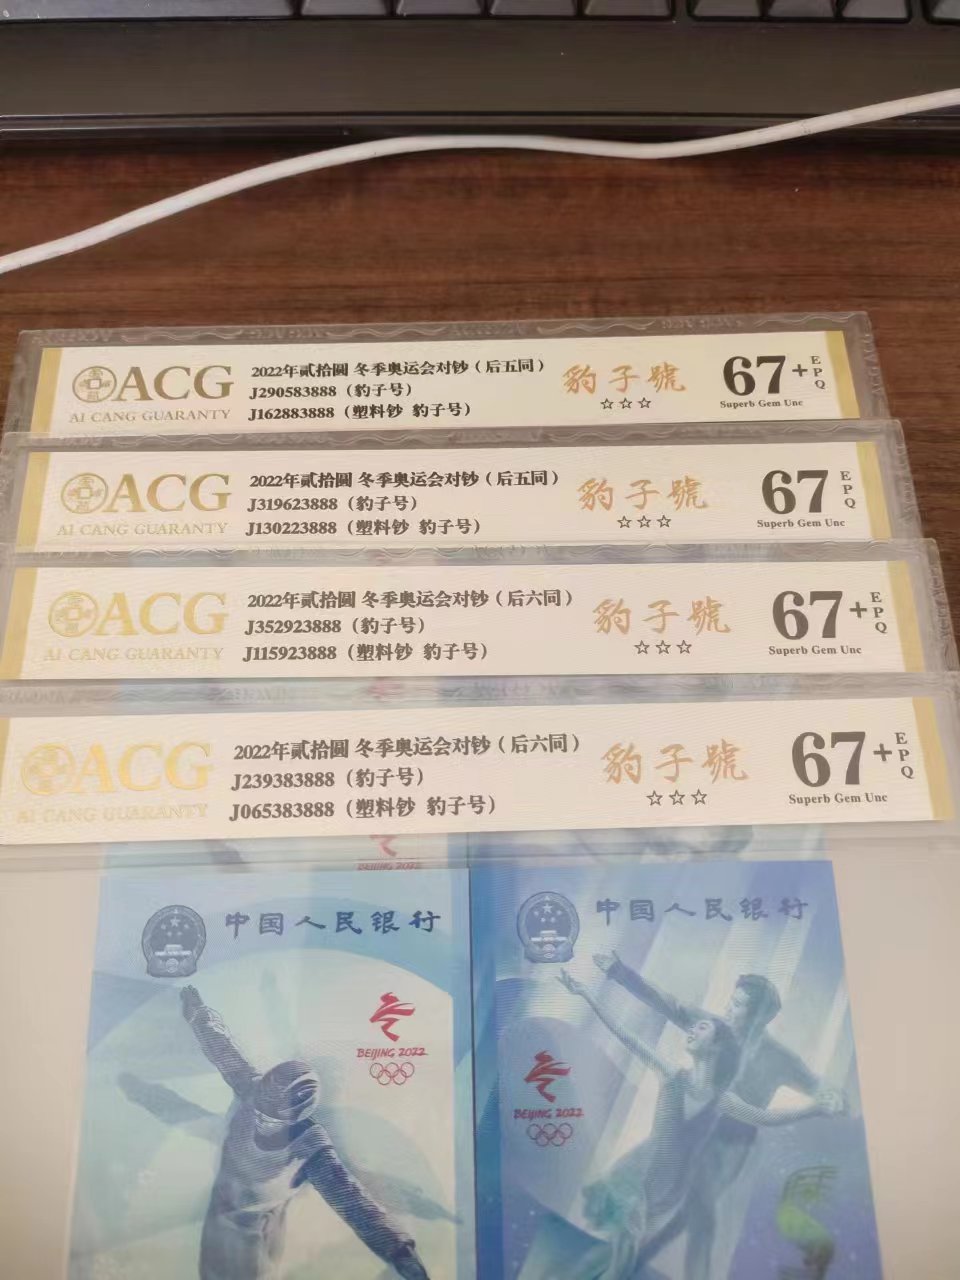 ACG
AI CANG GUARANTY
2022年貳拾圓 冬季奥运会对钞（后五同）
J290583888（豹子号）
J162883888（塑料钞 豹子号）
豹子號
☆☆☆
67+ EPQ
Superb Gem Unc
ACG
AI CANG GUARANTY
2022年貳拾圓 冬季奥运会对钞（后五同）
J319623888（豹子号）
J130223888（塑料钞 豹子号）
豹子號
☆☆☆
67 EPQ
Superb Gem Unc
ACG
AI CANG GUARANTY
2022年貳拾圓 冬季奥运会对钞（后六同）
J352923888（豹子号）
J115923888（塑料钞 豹子号）
豹子號
☆☆☆
67+ EPQ
Superb Gem Unc
ACG
AI CANG GUARANTY
2022年貳拾圓 冬季奥运会对钞（后六同）
J239383888（豹子号）
J065383888（塑料钞 豹子号）
豹子號
☆☆☆
67+ EPQ
Superb Gem Unc
BEIJING 2022
中国人民银行
BEIJING 2022
中国人民银行
BEIJING 2022